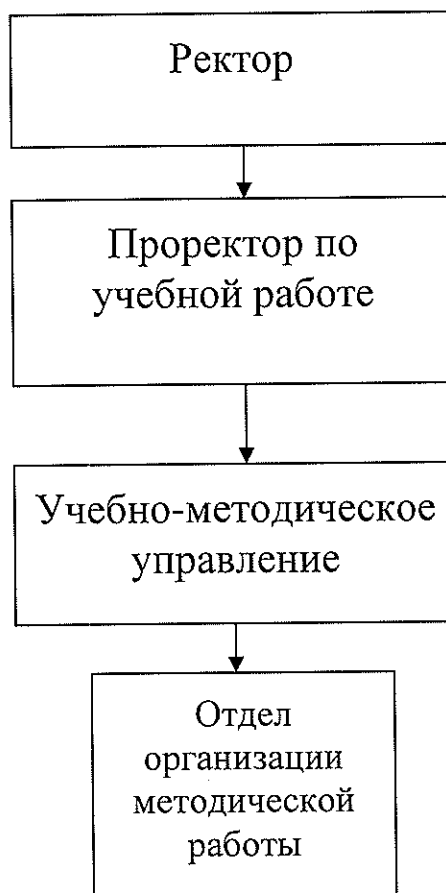 Ректор
Проректор по
учебной работе
Учебно-методическое
управление
Отдел
организации
методической
работы